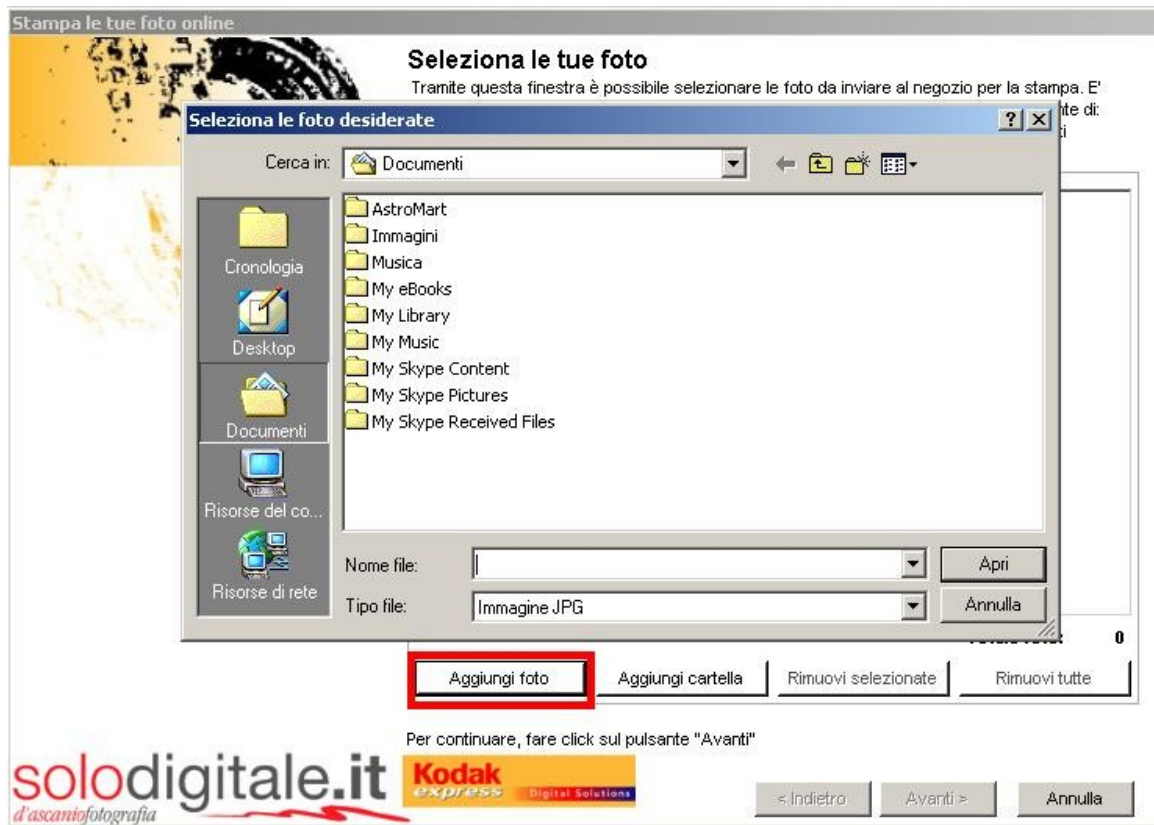 Stampa le tue foto online
Seleziona le tue foto
Tramite questa finestra è possibile selezionare le foto da inviare al negozio per la stampa. E'
nte di:
Seleziona le foto desiderate
Cerca in:
Documenti
Cronologia
Desktop
Documenti
Risorse del co...
Risorse di rete
AstroMart
Immagini
Musica
My eBooks
My Library
My Music
My Skype Content
My Skype Pictures
My Skype Received Files
Nome file:
Apri
Tipo file:
Immagine JPG
Annulla
0
Aggiungi foto
Aggiungi cartella
Rimuovi selezionate
Rimuovi tutte
Per continuare, fare click sul pulsante "Avanti"
solodigitale.it
d'ascaniofotografia
Kodak
express Digital Solutions
< Indietro
Avanti >
Annulla